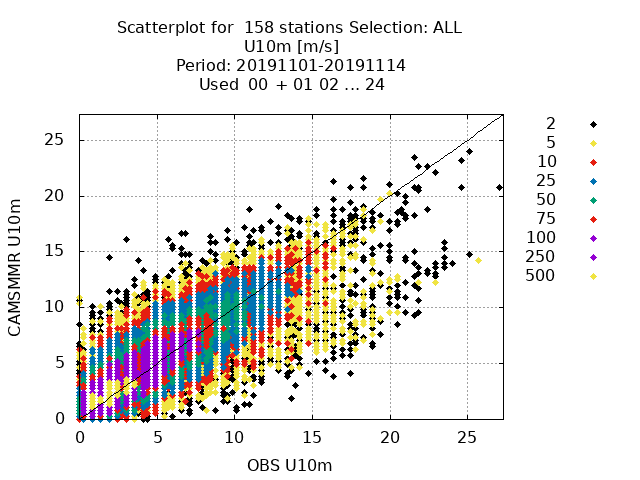 Scatterplot for  158 stations Selection: ALL
U10m [m/s]
Period: 20191101-20191114
Used  00 + 01 02 ... 24
25
20
15
10
5
0
CAMSMMR U10m
0 5 10 15 20 25
OBS U10m
2
5
10
25
50
75
100
250
500